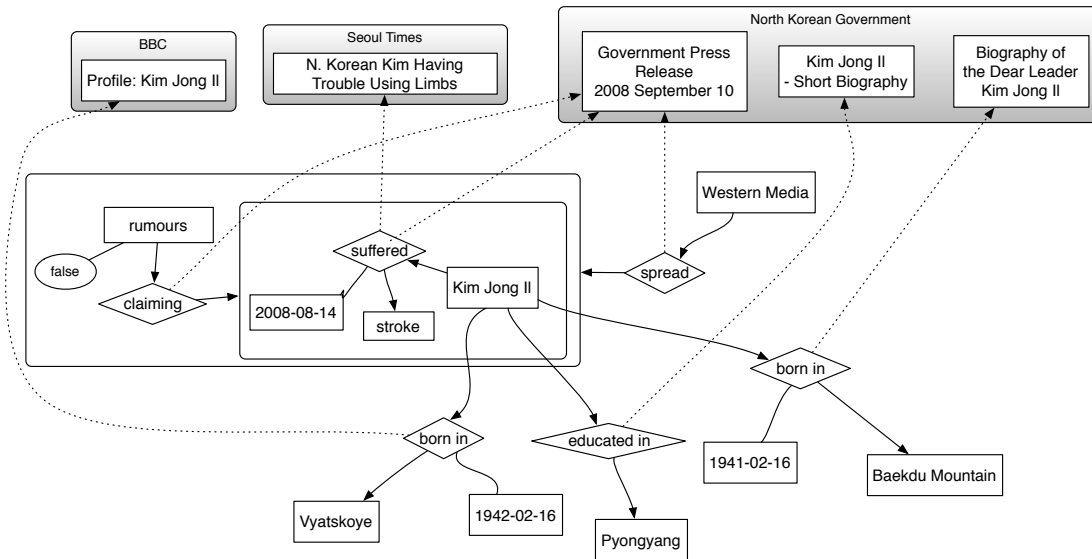 BBC
Profile: Kim Jong Il
Seoul Times
N. Korean Kim Having
Trouble Using Limbs
North Korean Government
Government Press
Release
2008 September 10
Kim Jong Il
- Short Biography
Biography of
the Dear Leader
Kim Jong Il
Western Media
rumours
false
claiming
suffered
2008-08-14
stroke
Kim Jong Il
spread
born in
Vyatskoye
1942-02-16
educated in
Pyongyang
born in
1941-02-16
Baekdu Mountain